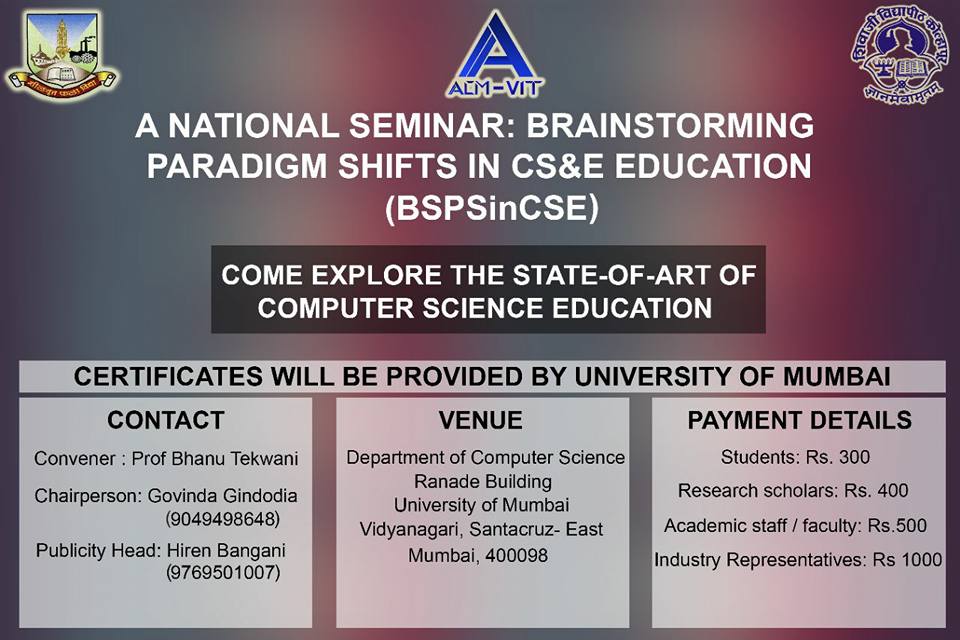 शीलवृत्त फला विद्या
ACM-VIT
शिवाजी विद्यापीठ कोल्हापूर
ज्ञानमेवामृतम्
A NATIONAL SEMINAR: BRAINSTORMING
PARADIGM SHIFTS IN CS&E EDUCATION
(BSPSinCSE)
COME EXPLORE THE STATE-OF-ART OF
COMPUTER SCIENCE EDUCATION
CERTIFICATES WILL BE PROVIDED BY UNIVERSITY OF MUMBAI
CONTACT
Convener : Prof Bhanu Tekwani
Chairperson: Govinda Gindodia
(9049498648)
Publicity Head: Hiren Bangani
(9769501007)
VENUE
Department of Computer Science
Ranade Building
University of Mumbai
Vidyanagari, Santacruz- East
Mumbai, 400098
PAYMENT DETAILS
Students: Rs. 300
Research scholars: Rs. 400
Academic staff / faculty: Rs.500
Industry Representatives: Rs 1000